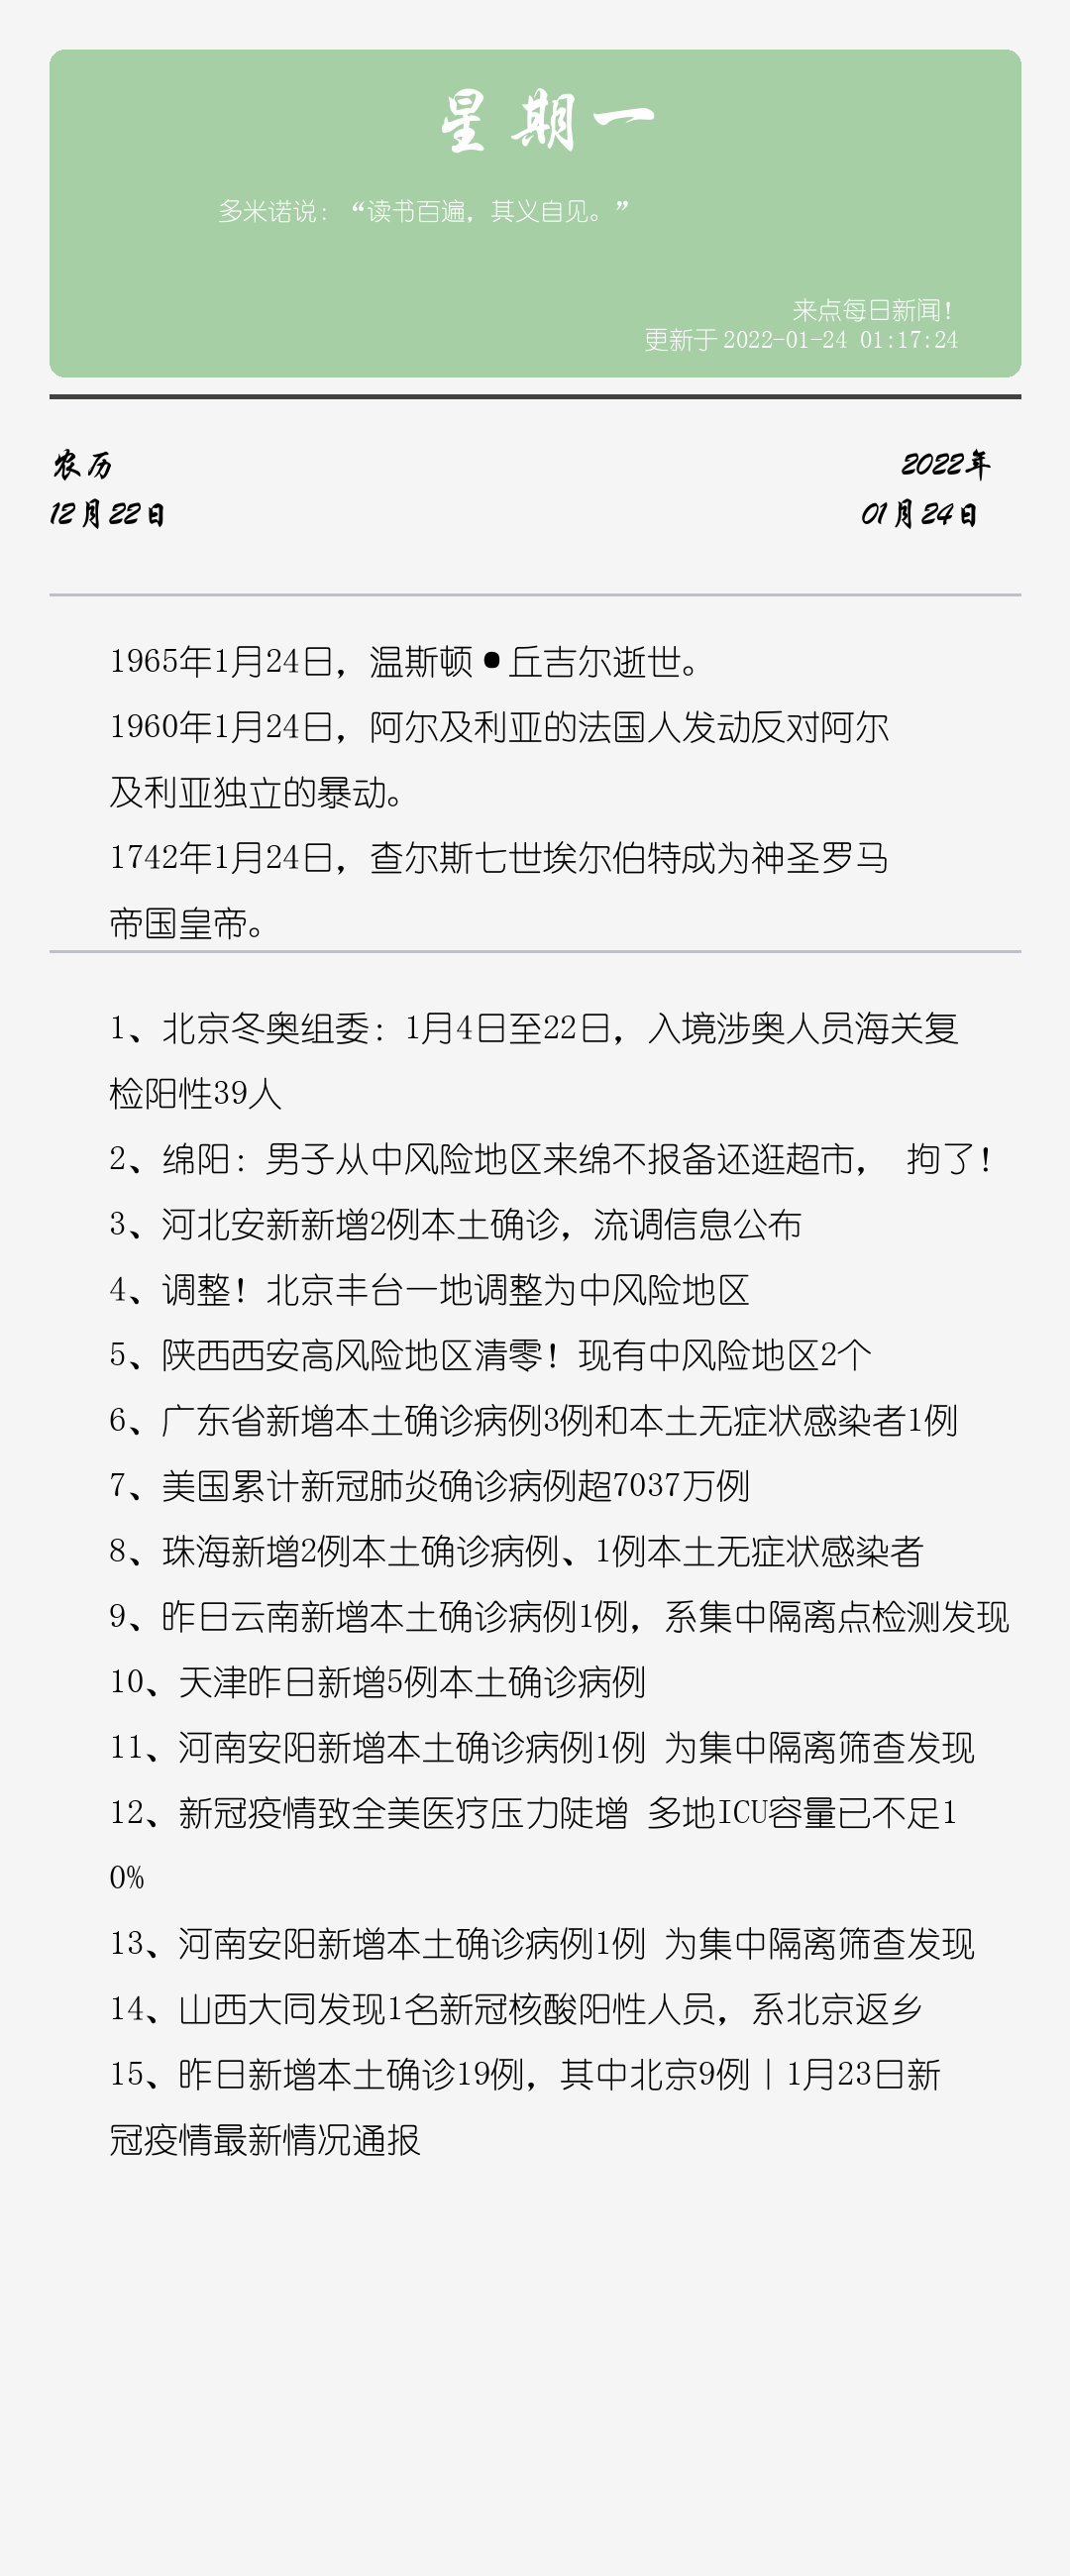 星期一
多米诺说：“读书百遍，其义自见。”
来点每日新闻！
更新于 2022-01-24 01:17:24
农历
12月22日
2022年
01月24日
1965年1月24日，温斯顿•丘吉尔逝世。
1960年1月24日，阿尔及利亚的法国人发动反对阿尔
及利亚独立的暴动。
1742年1月24日，查尔斯七世埃尔伯特成为神圣罗马
帝国皇帝。
1、北京冬奥组委：1月4日至22日，入境涉奥人员海关复
检阳性39人
2、绵阳：男子从中风险地区来绵不报备还逛超市， 拘了！
3、河北安新新增2例本土确诊，流调信息公布
4、调整！北京丰台一地调整为中风险地区
5、陕西西安高风险地区清零！现有中风险地区2个
6、广东省新增本土确诊病例3例和本土无症状感染者1例
7、美国累计新冠肺炎确诊病例超7037万例
8、珠海新增2例本土确诊病例、1例本土无症状感染者
9、昨日云南新增本土确诊病例1例，系集中隔离点检测发现
10、天津昨日新增5例本土确诊病例
11、河南安阳新增本土确诊病例1例 为集中隔离筛查发现
12、新冠疫情致全美医疗压力陡增 多地ICU容量已不足1
0%
13、河南安阳新增本土确诊病例1例 为集中隔离筛查发现
14、山西大同发现1名新冠核酸阳性人员，系北京返乡
15、昨日新增本土确诊19例，其中北京9例丨1月23日新
冠疫情最新情况通报